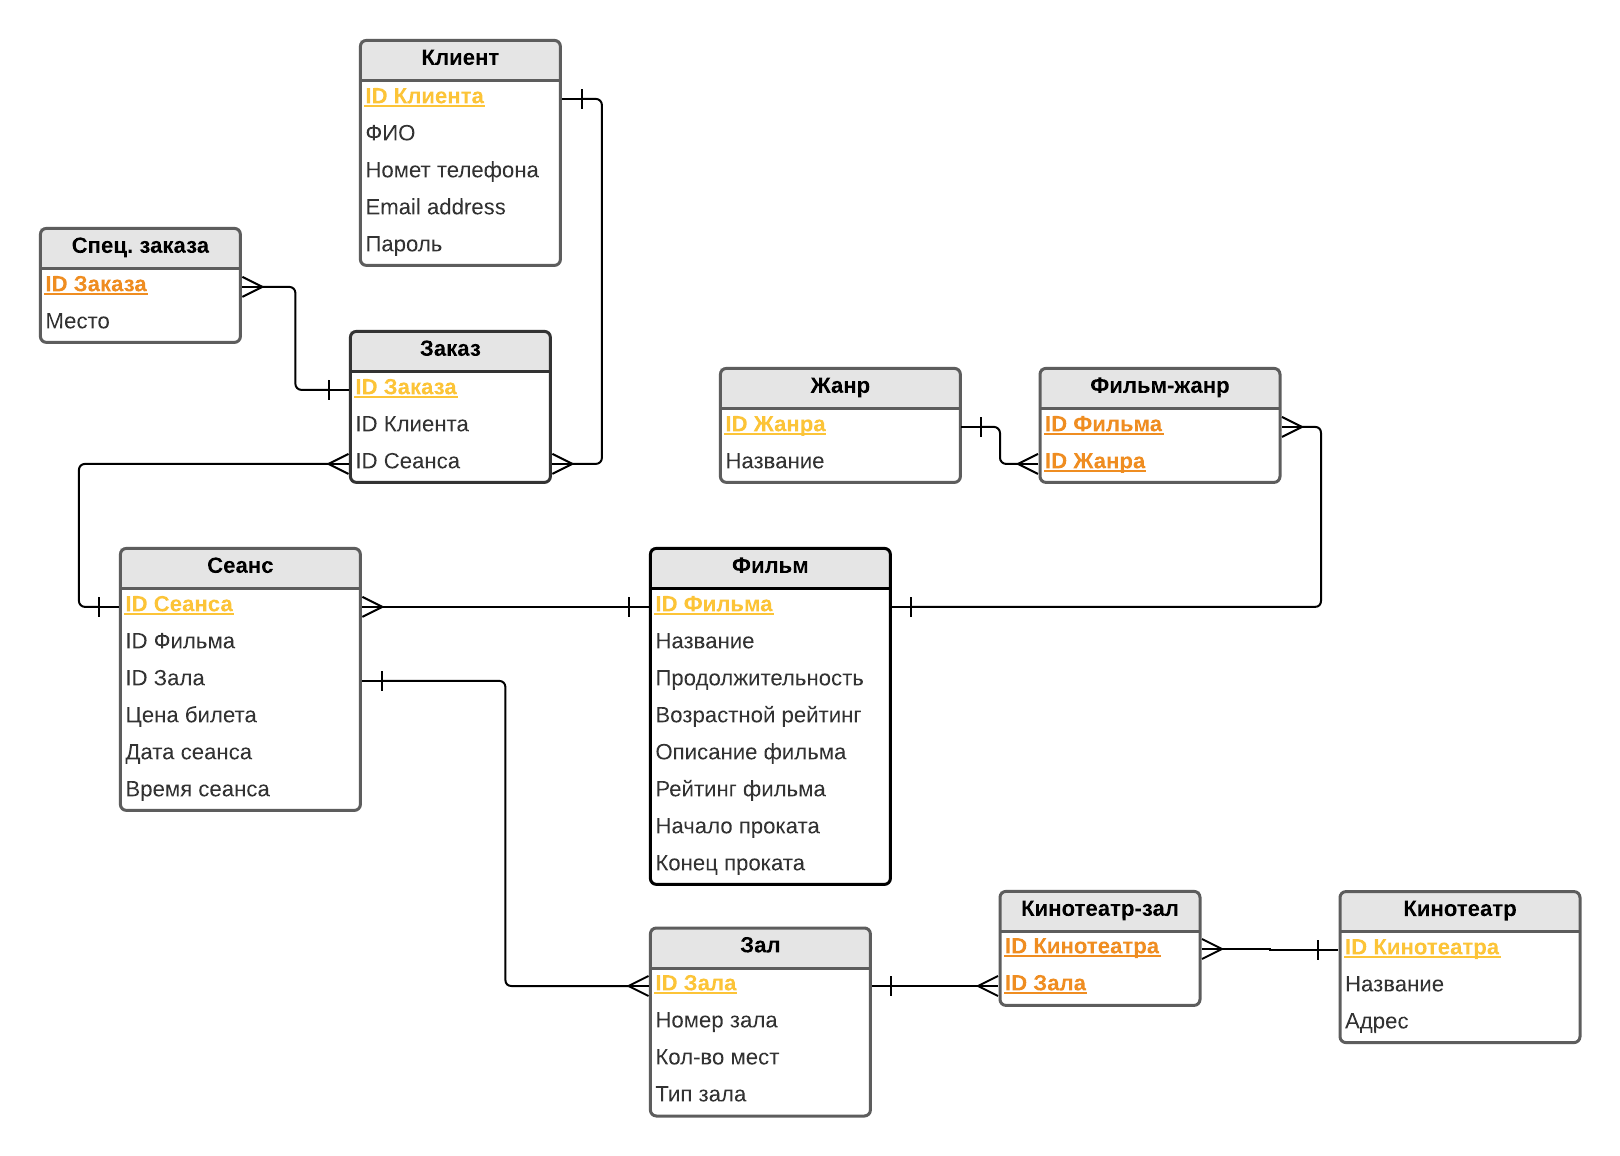 Клиент
ID Клиента
ФИО
Номет телефона
Email address
Пароль
Спец. заказа
ID Заказа
Место
Заказ
ID Заказа
ID Клиента
ID Сеанса
Жанр
ID Жанра
Название
Фильм-жанр
ID Фильма
ID Жанра
Сеанс
ID Сеанса
ID Фильма
ID Зала
Цена билета
Дата сеанса
Время сеанса
Фильм
ID Фильма
Название
Продолжительность
Возрастной рейтинг
Описание фильма
Рейтинг фильма
Начало проката
Конец проката
Зал
ID Зала
Номер зала
Кол-во мест
Тип зала
Кинотеатр-зал
ID Кинотеатра
ID Зала
Кинотеатр
ID Кинотеатра
Название
Адрес